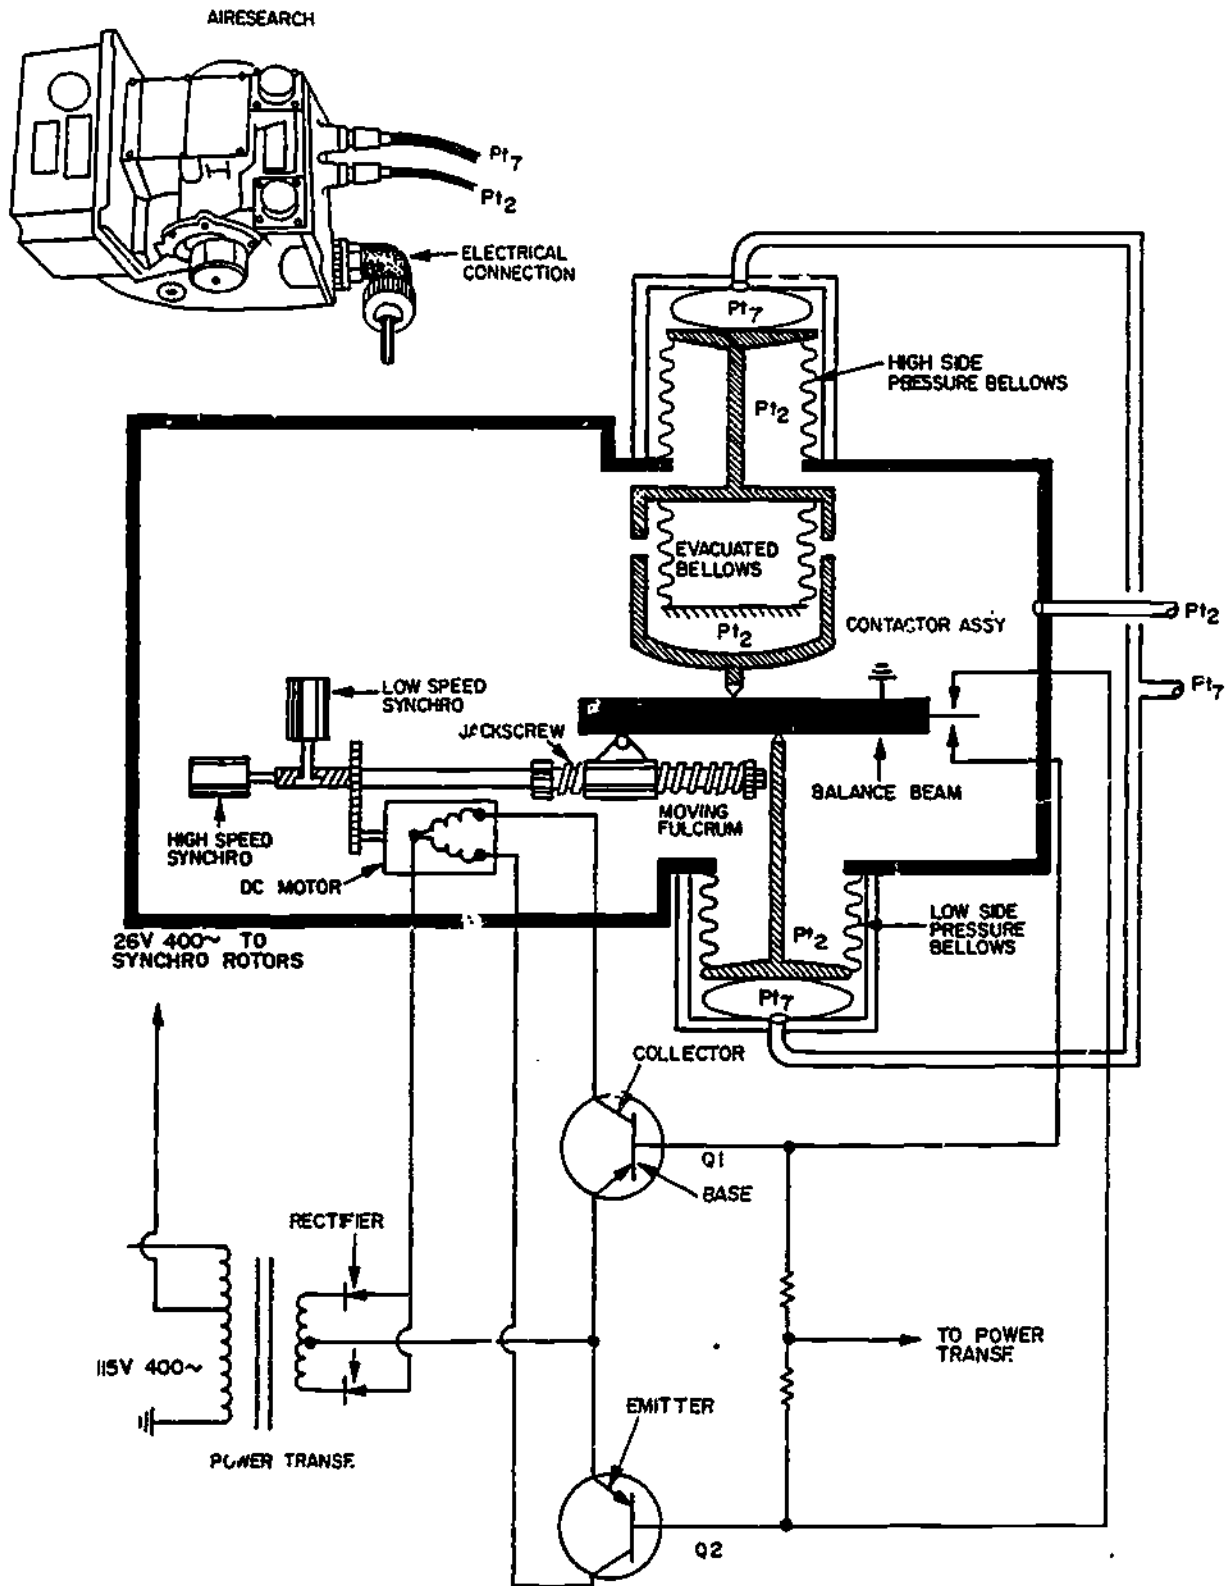 AIRESEARCH
Pt7
Pt2
ELECTRICAL
CONNECTION
Pt7
HIGH SIDE
PRESSURE BELLOWS
Pt2
EVACUATED
BELLOWS
Pt2
CONTACTOR ASSY
Pt2
Pt7
LOW SPEED
SYNCHRO
JACKSCREW
BALANCE BEAM
MOVING
FULCRUM
HIGH SPEED
SYNCHRO
DC MOTOR
LOW SIDE
PRESSURE
BELLOWS
Pt2
26V 400~ TO
SYNCHRO ROTORS
Pt7
COLLECTOR
Q1
BASE
RECTIFIER
TO POWER
TRANSF.
115V 400~
EMITTER
POWER TRANSF.
Q2